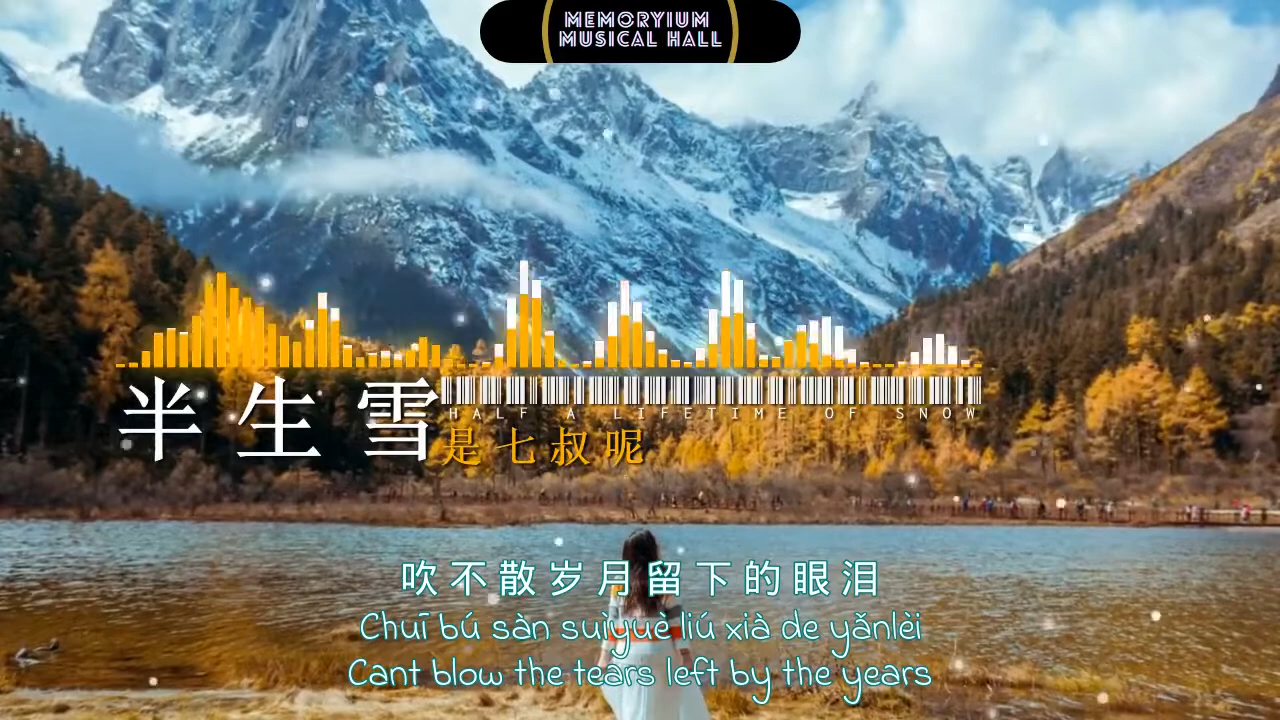 MEMORYIUM
MUSICAL HALL
半生雪
HALF A LIFETIME OF SNOW
是七叔呢
吹不散岁月留下的眼泪
Chuī bú sàn suìyuè liú xià de yǎnlèi
Cant blow the tears left by the years